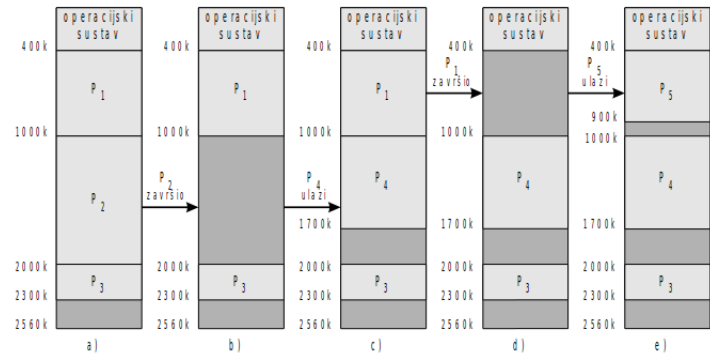 operacijski
sustav
400k
P1
1000k
P2
2000k
P3
2300k
2560k
a)
P2
završio
operacijski
sustav
400k
P1
1000k
2000k
P3
2300k
2560k
b)
P4
ulazi
operacijski
sustav
400k
P1
1000k
P4
1700k
2000k
P3
2300k
2560k
c)
P1
završio
operacijski
sustav
400k
1000k
P4
1700k
2000k
P3
2300k
2560k
d)
P5
ulazi
operacijski
sustav
400k
P5
900k
1000k
P4
1700k
2000k
P3
2300k
2560k
e)